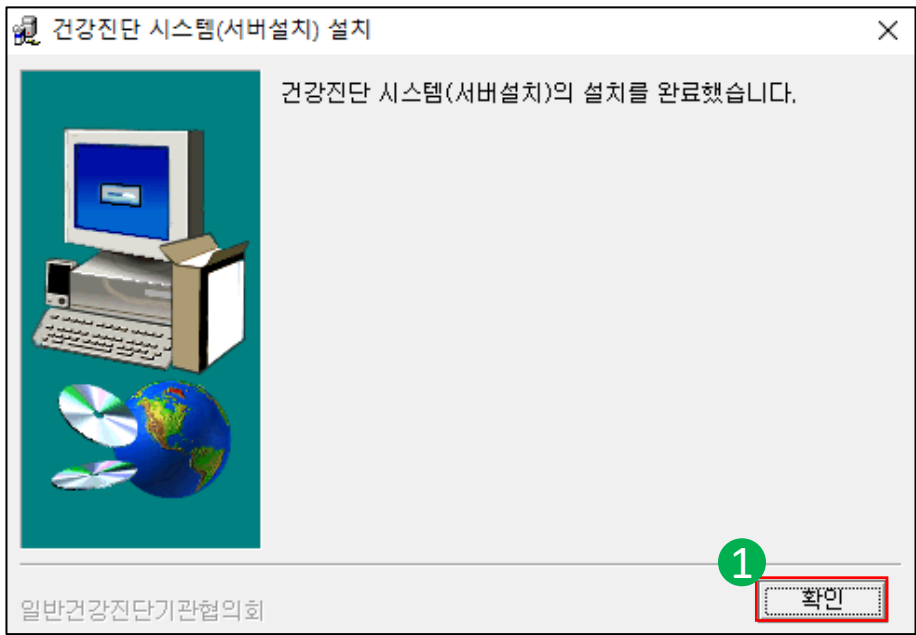 건강진단 시스템(서버설치) 설치
건강진단 시스템(서버설치)의 설치를 완료했습니다.
1
확인
일반건강진단기관협의회